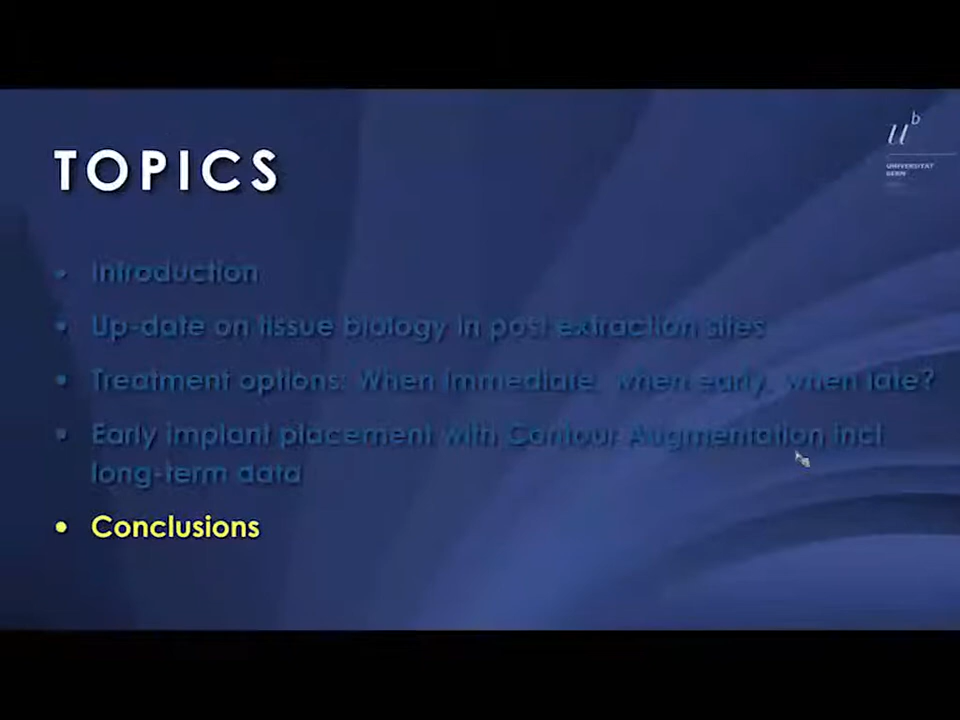 TOPICS
u b
UNIVERSITÄT
BERN
• Introduction
• Up-date on tissue biology in post extraction sites
• Treatment options: When immediate, when early, when late?
• Early implant placement with Contour Augmentation incl
long-term data
• Conclusions